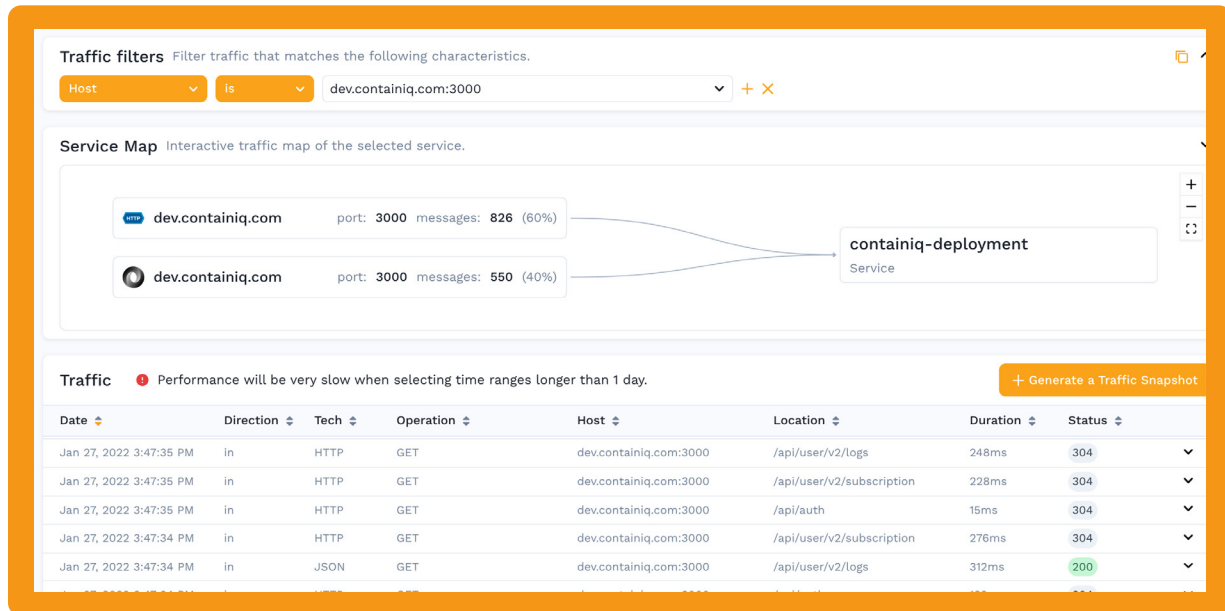 Traffic filters Filter traffic that matches the following characteristics.
Host is dev.containiq.com:3000
Service Map Interactive traffic map of the selected service.
HTTP dev.containiq.com port: 3000 messages: 826 (60%)
containiq-deployment
Service
dev.containiq.com port: 3000 messages: 550 (40%)
Traffic Performance will be very slow when selecting time ranges longer than 1 day. + Generate a Traffic Snapshot
Date Direction Tech Operation Host Location Duration Status
Jan 27, 2022 3:47:35 PM in HTTP GET dev.containiq.com:3000 /api/user/v2/logs 248ms 304
Jan 27, 2022 3:47:35 PM in HTTP GET dev.containiq.com:3000 /api/user/v2/subscription 228ms 304
Jan 27, 2022 3:47:35 PM in HTTP GET dev.containiq.com:3000 /api/auth 15ms 304
Jan 27, 2022 3:47:34 PM in HTTP GET dev.containiq.com:3000 /api/user/v2/subscription 276ms 304
Jan 27, 2022 3:47:34 PM in JSON GET dev.containiq.com:3000 /api/user/v2/logs 312ms 200